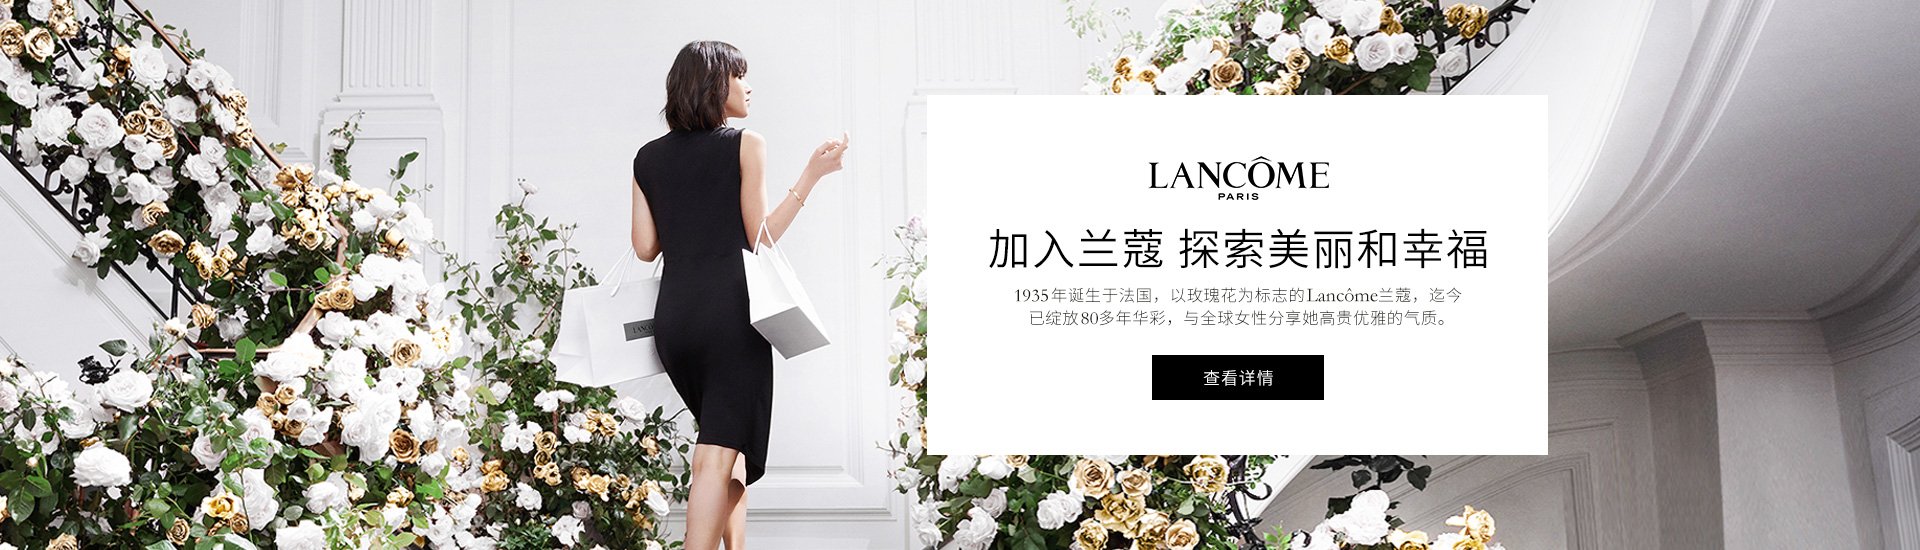 LANCÔME
PARIS
加入兰蔻 探索美丽和幸福
1935年诞生于法国，以玫瑰花为标志的Lancôme兰蔻，迄今
已绽放80多年华彩，与全球女性分享她高贵优雅的气质。
查看详情
LANCÔME